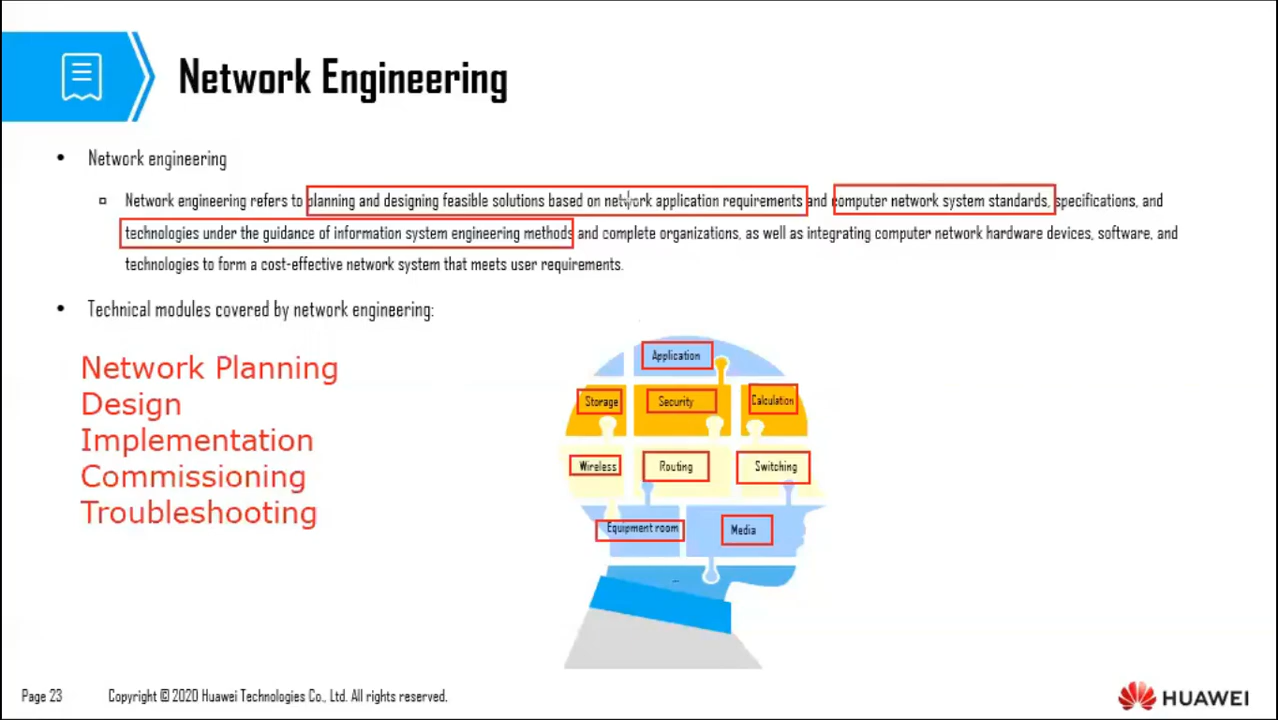 Network Engineering
• Network engineering
Network engineering refers to planning and designing feasible solutions based on network application requirements and computer network system standards, specifications, and
technologies under the guidance of information system engineering methods and complete organizations, as well as integrating computer network hardware devices, software, and
technologies to form a cost-effective network system that meets user requirements.
• Technical modules covered by network engineering:
Network Planning
Design
Implementation
Commissioning
Troubleshooting
Application
Storage Security Calculation
Wireless Routing Switching
Equipment room Media
Page 23 Copyright © 2020 Huawei Technologies Co., Ltd. All rights reserved.
HUAWEI